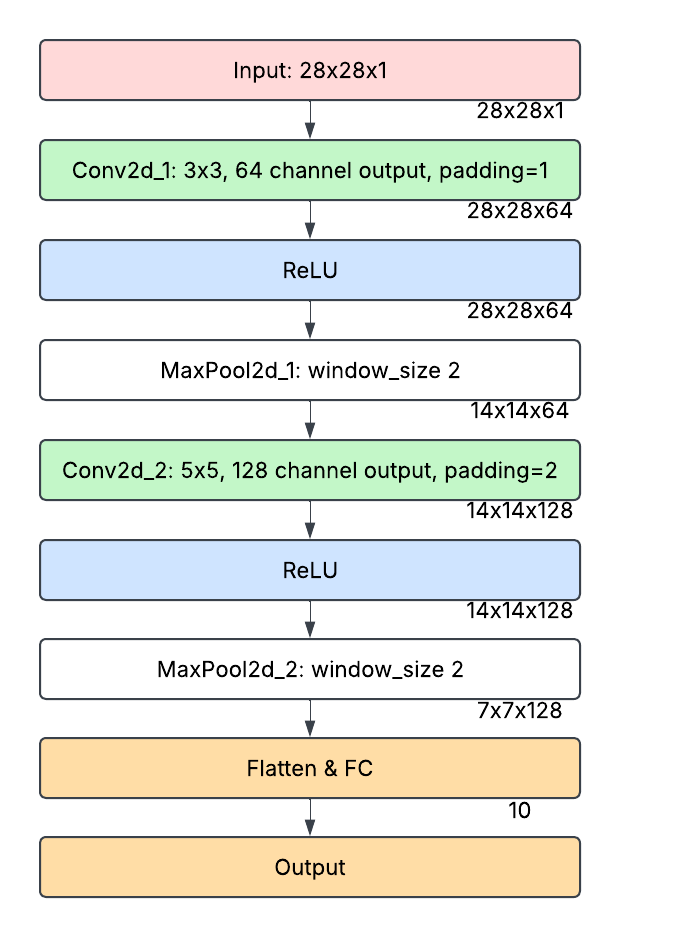 Input: 28x28x1
28x28x1
Conv2d_1: 3x3, 64 channel output, padding=1
28x28x64
ReLU
28x28x64
MaxPool2d_1: window_size 2
14x14x64
Conv2d_2: 5x5, 128 channel output, padding=2
14x14x128
ReLU
14x14x128
MaxPool2d_2: window_size 2
7x7x128
Flatten & FC
10
Output